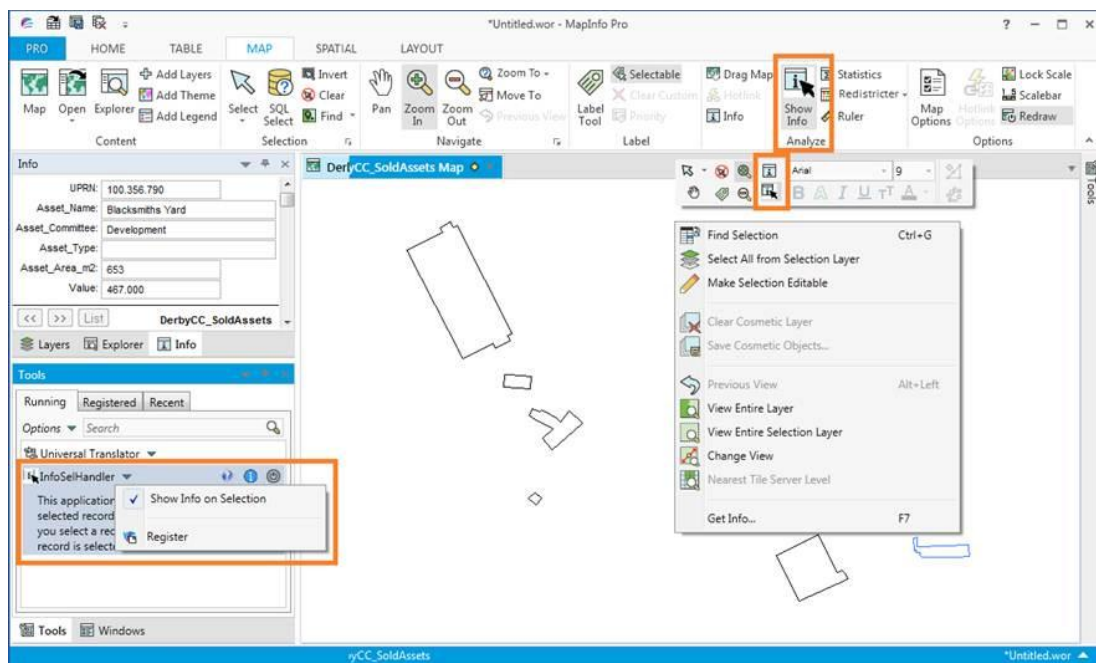 *Untitled.wor - MapInfo Pro
PRO HOME TABLE MAP SPATIAL LAYOUT
Map
Open
Explorer
Add Layers
Add Theme
Add Legend
Content
Select
SQL Select
Invert
Clear
Find
Selection
Pan
Zoom In
Zoom Out
Zoom To
Move To
Previous View
Navigate
Label Tool
Selectable
Clear Custom
Priority
Label
Drag Map
Hotlink
Info
Show Info
Statistics
Redistricter
Ruler
Analyze
Map Options
Hotlink Options
Lock Scale
Scalebar
Redraw
Options
Info
UPRN: 100.356.790
Asset_Name: Blacksmiths Yard
Asset_Committee: Development
Asset_Type:
Asset_Area_m2: 653
Value: 467.000
<< >> List DerbyCC_SoldAssets
Layers Explorer Info
Tools
Running Registered Recent
Options Search
Universal Translator
InfoSelHandler
This application
selected record
you select a rec
record is select
Show Info on Selection
Register
Tools Windows
DerbyCC_SoldAssets Map
Arial 9
B A I U TT A
Find Selection Ctrl+G
Select All from Selection Layer
Make Selection Editable
Clear Cosmetic Layer
Save Cosmetic Objects...
Previous View Alt+Left
View Entire Layer
View Entire Selection Layer
Change View
Nearest Tile Server Level
Get Info... F7
Tools
yCC_SoldAssets *Untitled.wor